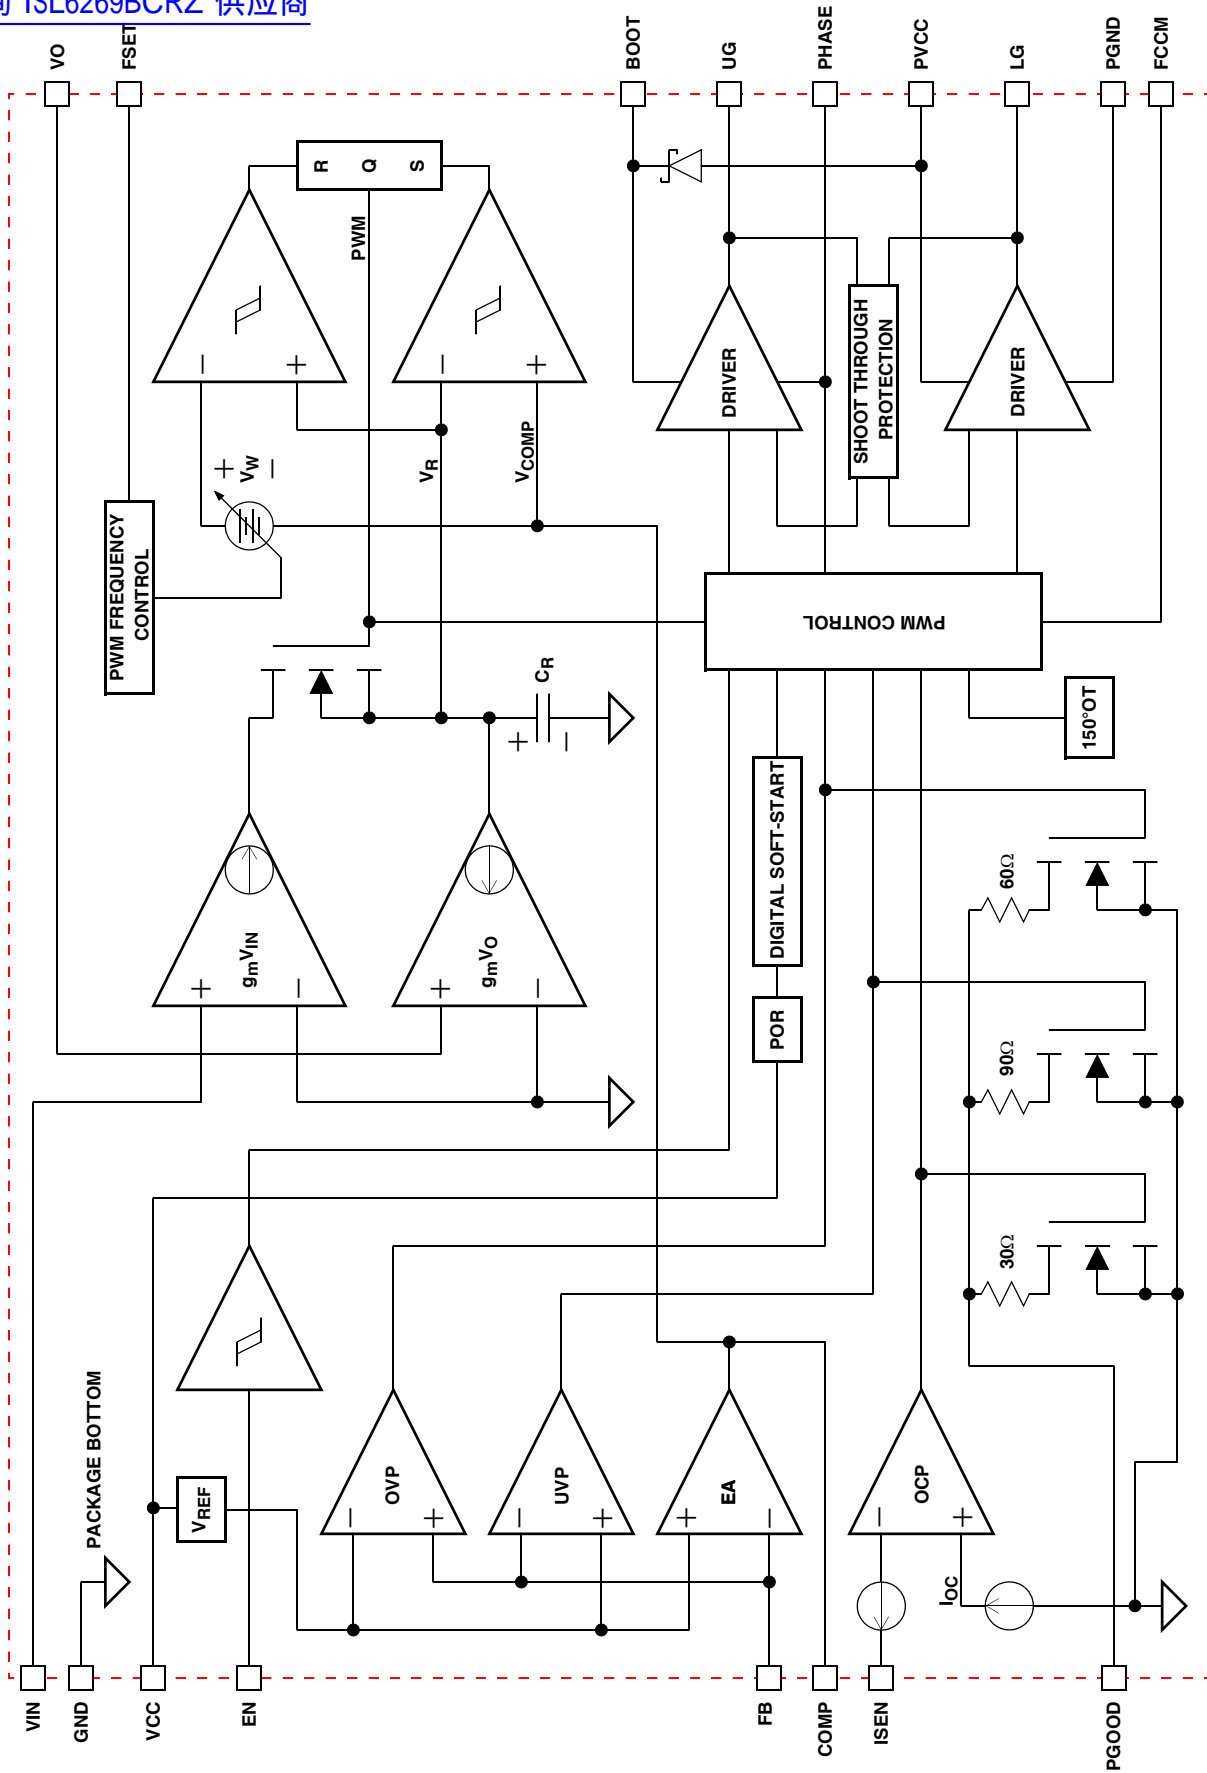 询 ISL6269BCRZ 供应商
VO
FSET
BOOT
UG
PHASE
PVCC
LG
PGND
FCCM
R
Q
S
PWM
−
+
−
+
+
VW
−
VR
VCOMP
PWM FREQUENCY
CONTROL
DRIVER
SHOOT THROUGH
PROTECTION
DRIVER
PWM CONTROL
CR
+
−
150°OT
DIGITAL SOFT-START
POR
gmVIN
+
−
gmVO
+
−
60Ω
90Ω
30Ω
PACKAGE BOTTOM
VREF
OVP
−
+
UVP
−
+
EA
+
−
OCP
−
+
IOC
VIN
GND
VCC
EN
FB
COMP
ISEN
PGOOD